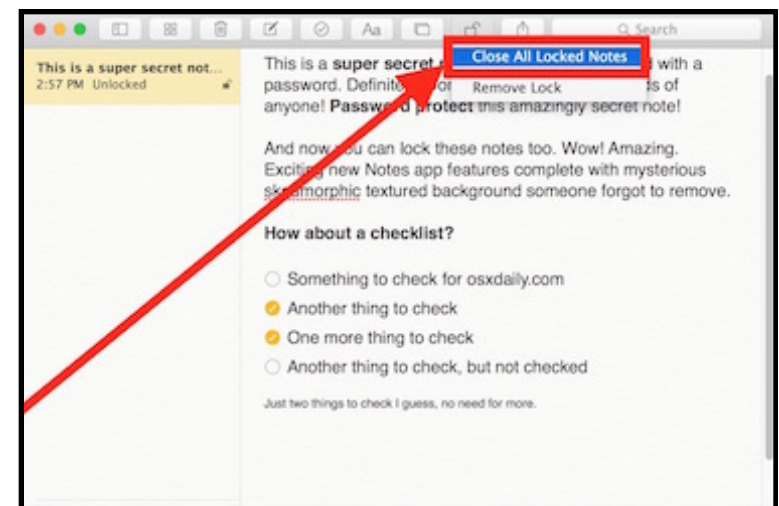 Aa
Search
This is a super secret not...
2:57 PM Unlocked
Close All Locked Notes
Remove Lock
This is a super secret with a
password. of
anyone! Password protect this amazingly secret note!
And now you can lock these notes too. Wow! Amazing.
Exciting new Notes app features complete with mysterious
textured background someone forgot to remove.
How about a checklist?
Something to check for osxdaily.com
Another thing to check
One more thing to check
Another thing to check, but not checked
Just two things to check I guess, no need for more.